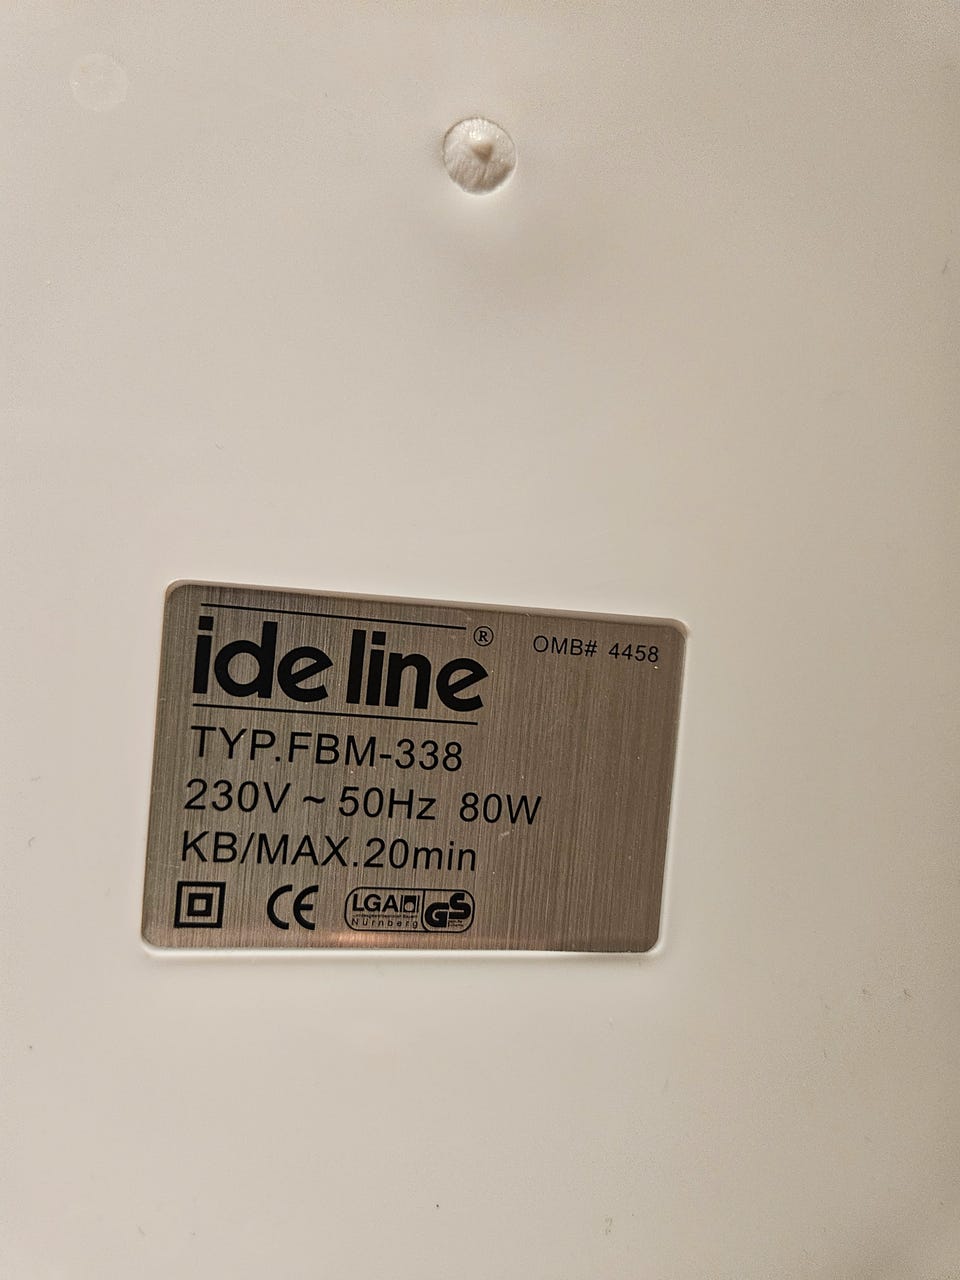 ide line®
OMB# 4458
TYP.FBM-338
230V ~ 50Hz 80W
KB/MAX.20min
CE
LGA
Nürnberg
GS